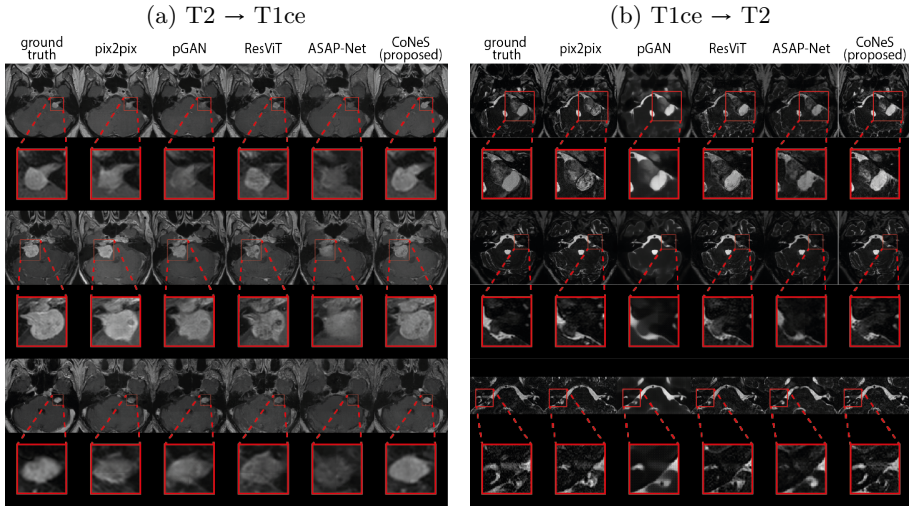 (a) T2 → T1ce
ground truth pix2pix pGAN ResViT ASAP-Net CoNeS (proposed)
(b) T1ce → T2
ground truth pix2pix pGAN ResViT ASAP-Net CoNeS (proposed)